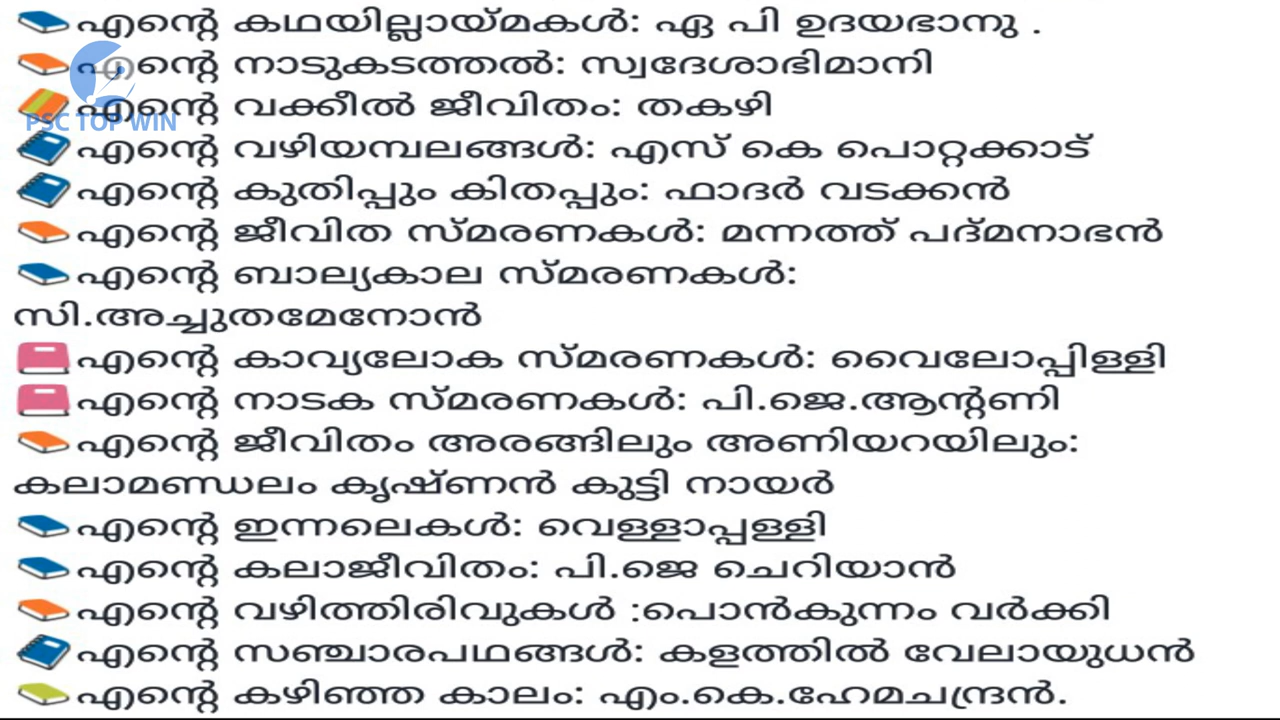 എന്റെ കഥയില്ലായ്മകൾ: ഏ പി ഉദയഭാനു .
എന്റെ നാടുകടത്തൽ: സ്വദേശാഭിമാനി
എന്റെ വക്കീൽ ജീവിതം: തകഴി
PSC TOP WIN
എന്റെ വഴിയമ്പലങ്ങൾ: എസ് കെ പൊറ്റക്കാട്
എന്റെ കുതിപ്പും കിതപ്പും: ഫാദർ വടക്കൻ
എന്റെ ജീവിത സ്മരണകൾ: മന്നത്ത് പദ്മനാഭൻ
എന്റെ ബാല്യകാല സ്മരണകൾ:
സി.അച്ചുതമേനോൻ
എന്റെ കാവ്യലോക സ്മരണകൾ: വൈലോപ്പിള്ളി
എന്റെ നാടക സ്മരണകൾ: പി.ജെ.ആന്റണി
എന്റെ ജീവിതം അരങ്ങിലും അണിയറയിലും:
കലാമണ്ഡലം കൃഷ്ണൻ കുട്ടി നായർ
എന്റെ ഇന്നലെകൾ: വെള്ളാപ്പള്ളി
എന്റെ കലാജീവിതം: പി.ജെ ചെറിയാൻ
എന്റെ വഴിത്തിരിവുകൾ :പൊൻകുന്നം വർക്കി
എന്റെ സഞ്ചാരപഥങ്ങൾ: കളത്തിൽ വേലായുധൻ
എന്റെ കഴിഞ്ഞ കാലം: എം.കെ.ഹേമചന്ദ്രൻ.